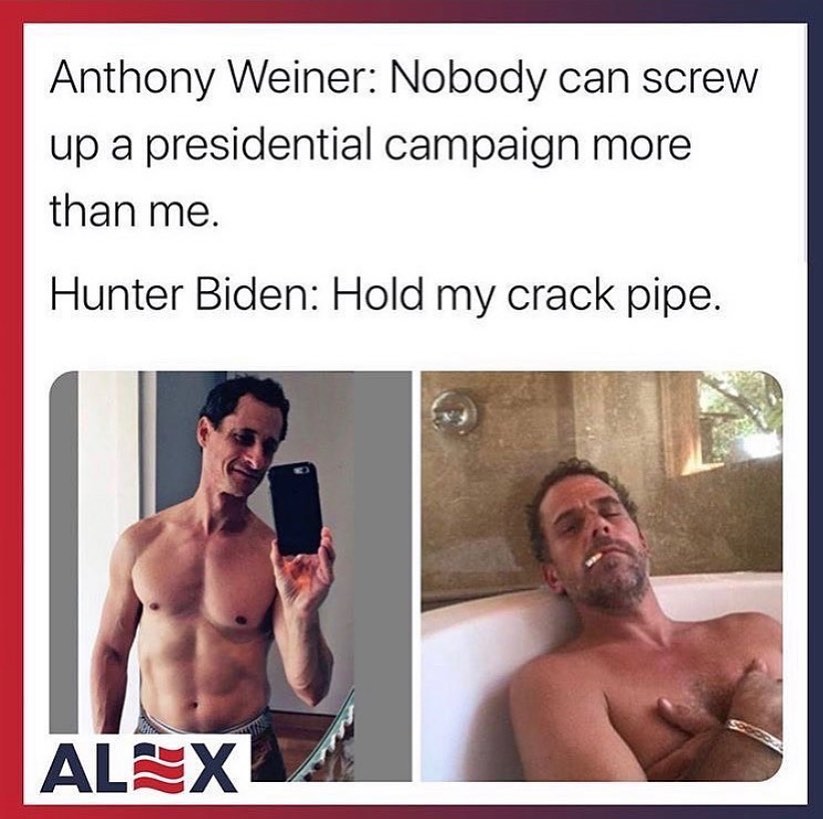 Anthony Weiner: Nobody can screw
up a presidential campaign more
than me.
Hunter Biden: Hold my crack pipe.
ALEX